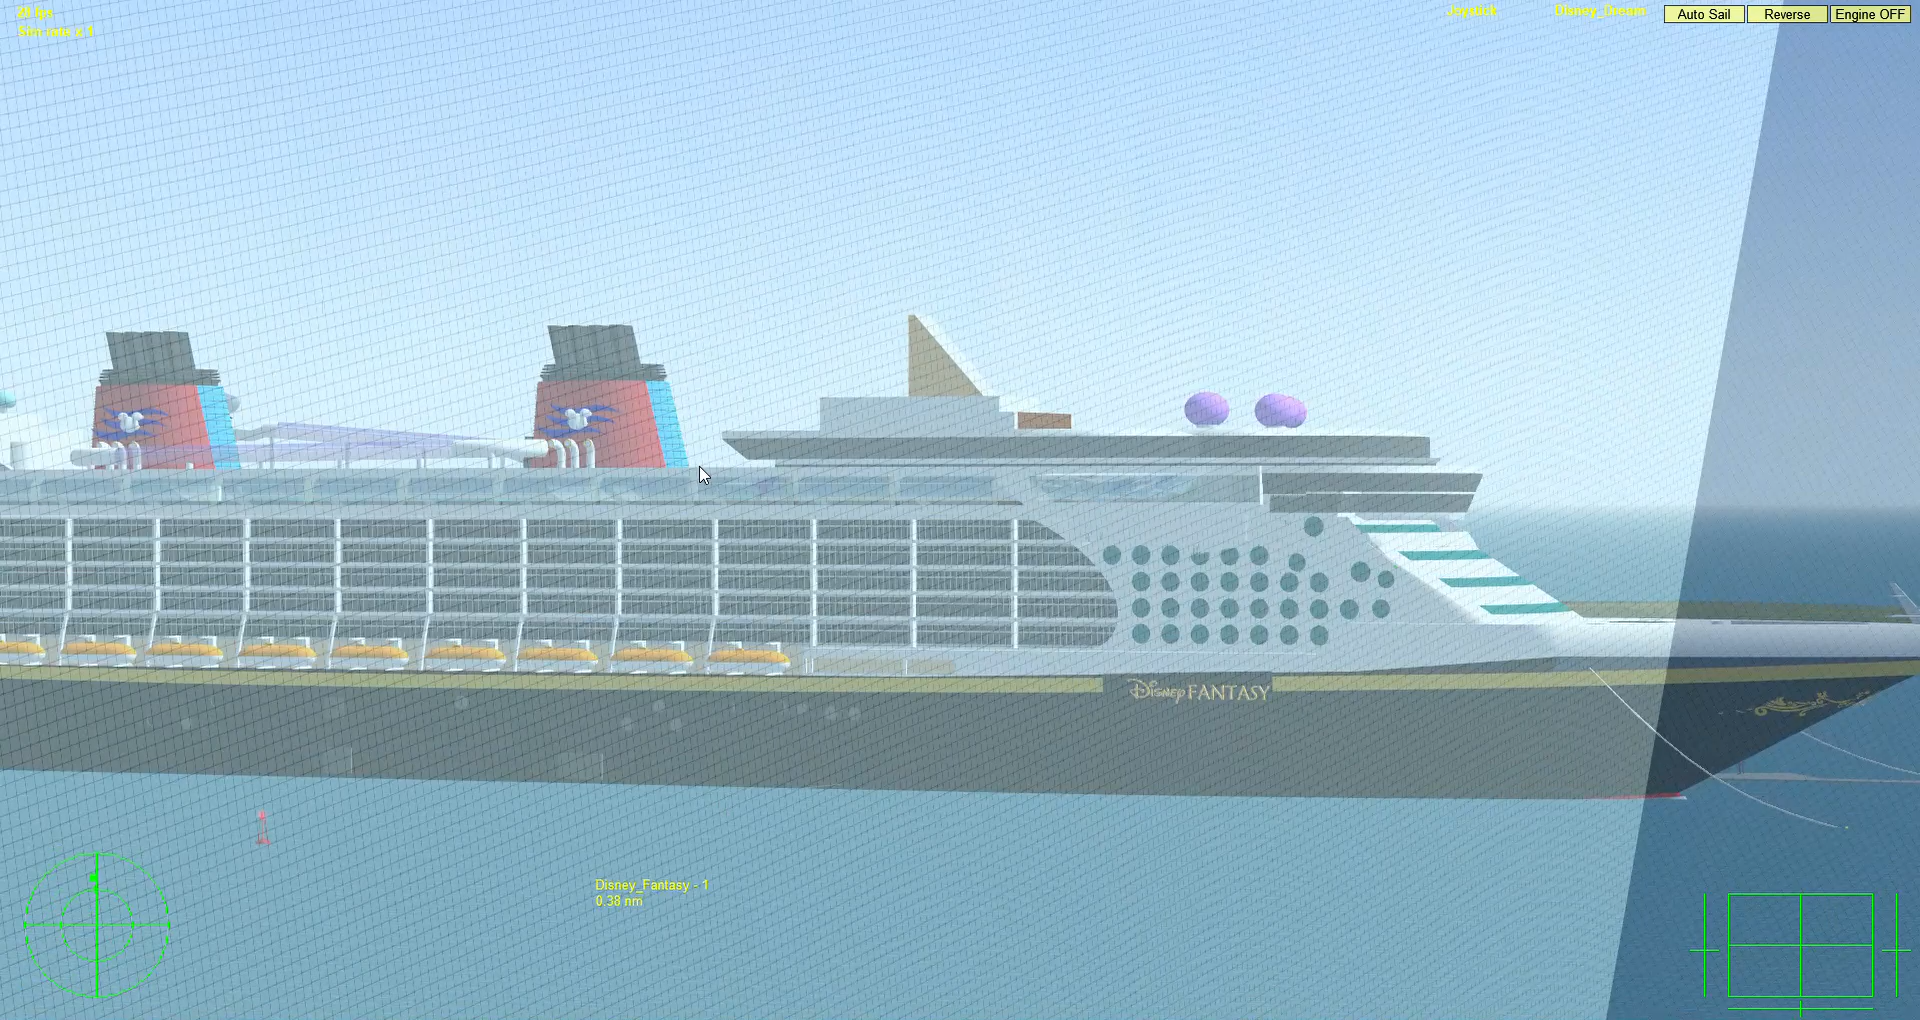 20 fps
Sim rate x 1
Joystick
Disney_Dream
Auto Sail
Reverse
Engine OFF
Disney FANTASY
Disney_Fantasy - 1
0.38 nm